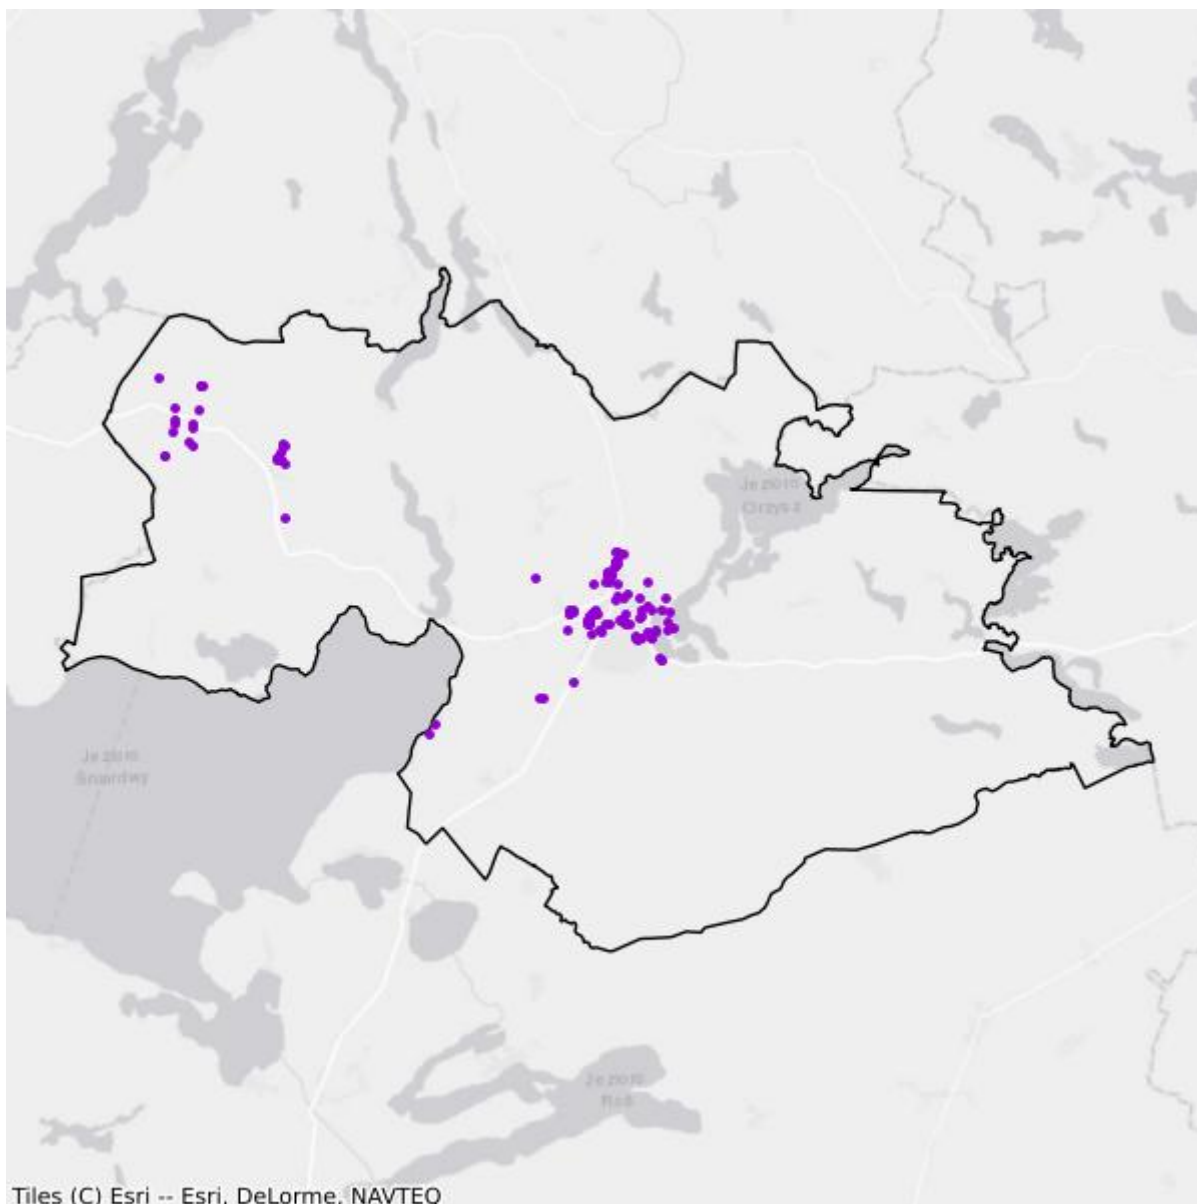 Jezioro
Orzysz
Jezioro
Śniardwy
Jezioro
Roś
Tiles (C) Esri -- Esri, DeLorme, NAVTEQ